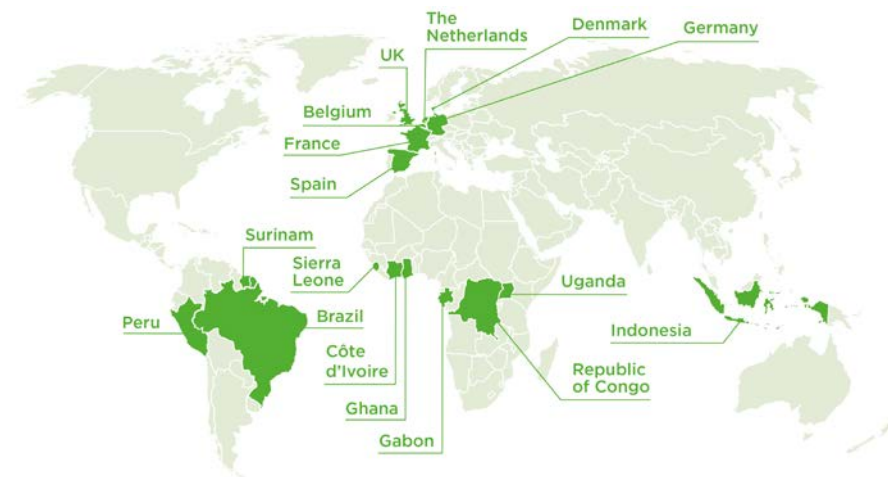 The
Netherlands
Denmark
Germany
UK
Belgium
France
Spain
Surinam
Sierra
Leone
Uganda
Peru
Brazil
Indonesia
Côte
d'Ivoire
Republic
of Congo
Ghana
Gabon